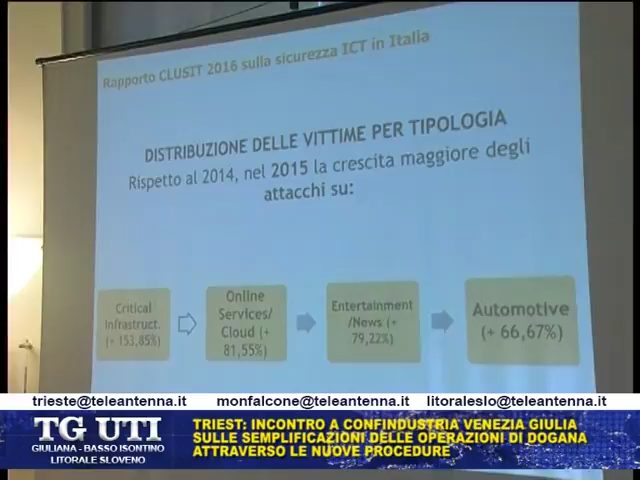 Rapporto CLUSIT 2016 sulla sicurezza ICT in Italia
DISTRIBUZIONE DELLE VITTIME PER TIPOLOGIA
Rispetto al 2014, nel 2015 la crescita maggiore degli
attacchi su:
Critical
Infrastruct.
(+ 153,85%)
Online
Services/
Cloud (+
81,55%)
Entertainment
/News (+
79,22%)
Automotive
(+ 66,67%)
trieste@teleantenna.it monfalcone@teleantenna.it litoraleslo@teleantenna.it
TG UTI
GIULIANA - BASSO ISONTINO
LITORALE SLOVENO
TRIEST: INCONTRO A CONFINDUSTRIA VENEZIA GIULIA
SULLE SEMPLIFICAZIONI DELLE OPERAZIONI DI DOGANA
ATTRAVERSO LE NUOVE PROCEDURE